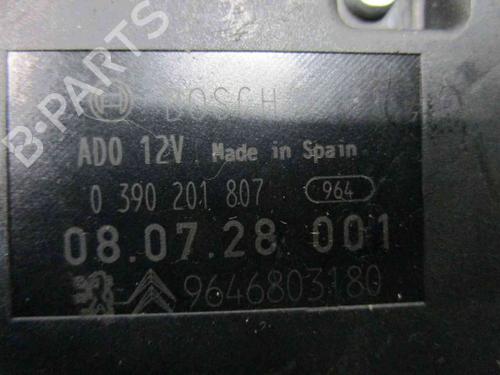 BOSCH
ADO 12V Made in Spain
0 390 201 807 964
08.07.28 001
9646803180
B-PARTS